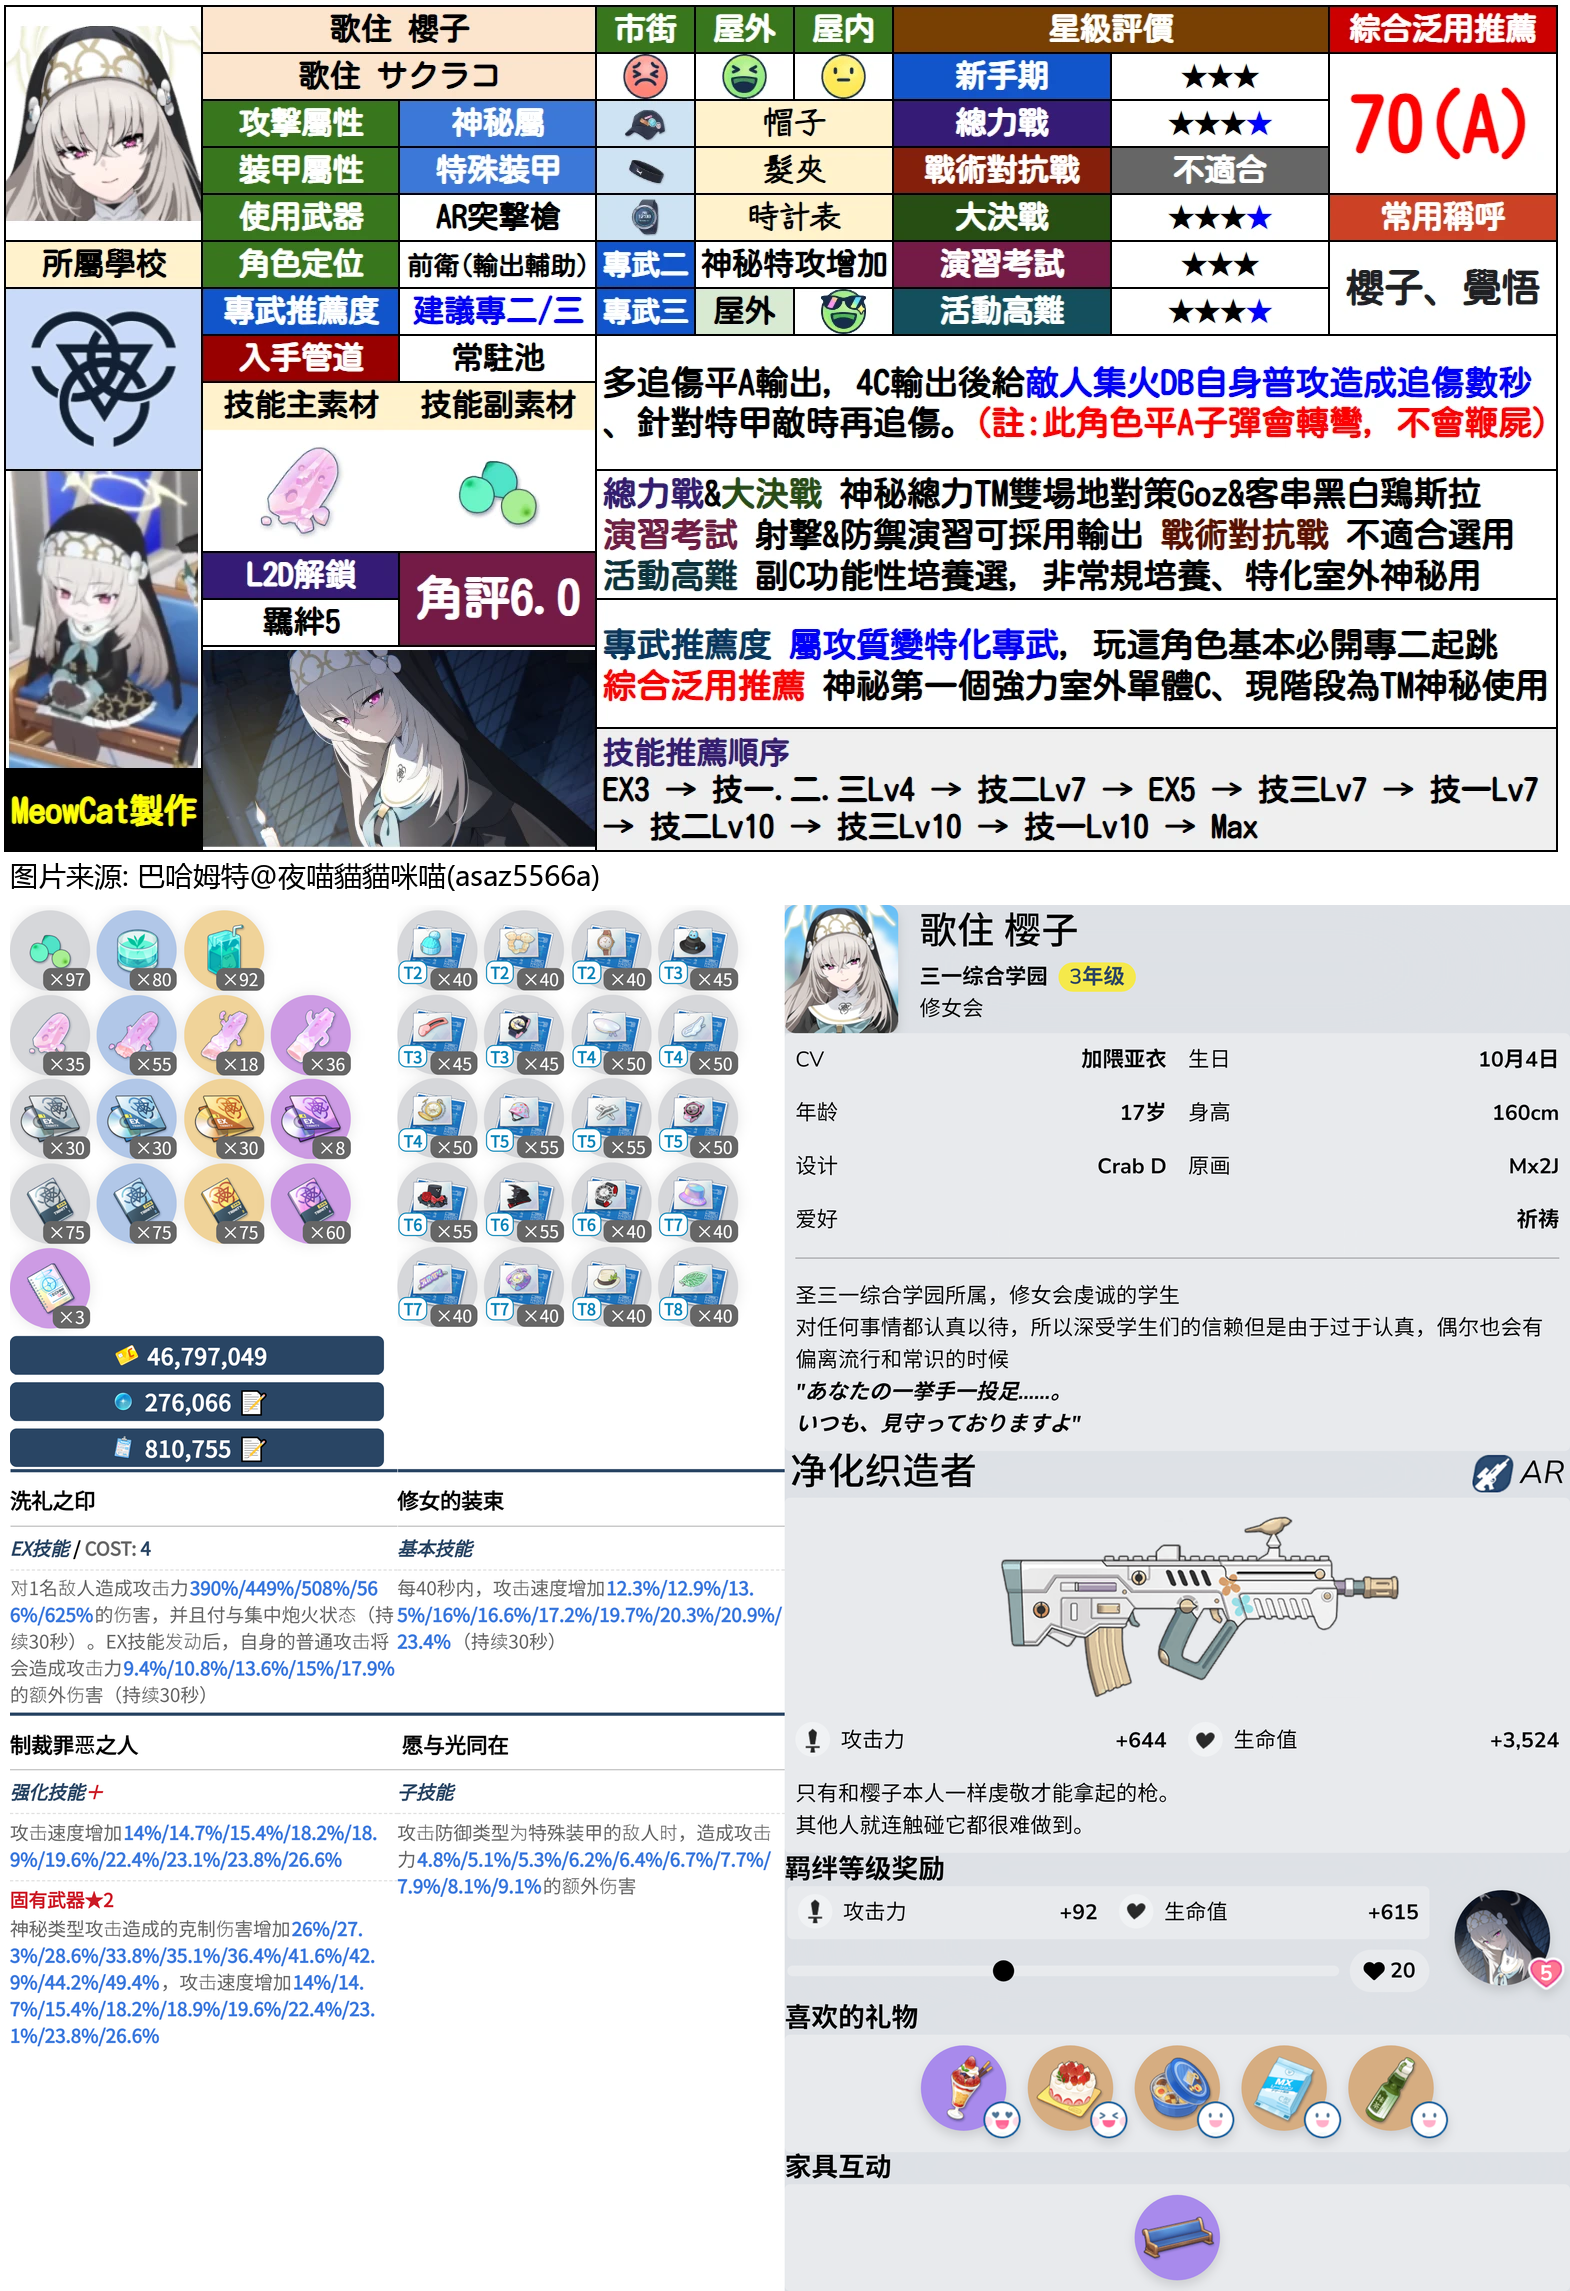 歌住 櫻子
市街
屋外
屋内
星級評價
綜合泛用推薦
歌住 サクラコ
新手期
★★★
70(A)
攻擊屬性
神秘屬
帽子
總力戰
★★★★
裝甲屬性
特殊裝甲
髮夾
戰術對抗戰
不適合
使用武器
AR突擊槍
時計表
大決戰
★★★★
常用稱呼
所屬學校
角色定位
前衛(輸出輔助)
專武二
神秘特攻增加
演習考試
★★★
櫻子、覺悟
專武推薦度
建議專二/三
專武三
屋外
活動高難
★★★★
入手管道
常駐池
技能主素材
技能副素材
多追傷平A輸出, 4C輸出後給敵人集火DB自身普攻造成追傷數秒
、針對特甲敵時再追傷。(註:此角色平A子彈會轉彎, 不會鞭屍)
總力戰&大決戰 神秘總力TM雙場地對策Goz&客串黑白鶏斯拉
演習考試 射擊&防禦演習可採用輸出 戰術對抗戰 不適合選用
活動高難 副C功能性培養選, 非常規培養、特化室外神秘用
L2D解鎖
角評6.0
羈絆5
專武推薦度 屬攻質變特化專武, 玩這角色基本必開專二起跳
綜合泛用推薦 神祕第一個強力室外單體C、現階段為TM神秘使用
技能推薦順序
EX3 → 技一.二.三Lv4 → 技二Lv7 → EX5 → 技三Lv7 → 技一Lv7
→ 技二Lv10 → 技三Lv10 → 技一Lv10 → Max
MeowCat製作
图片来源: 巴哈姆特@夜喵貓貓咪喵(asaz5566a)
×97
×80
×92
×35
×55
×18
×36
EX
×30
EX
×30
EX
×30
EX
×8
×75
×75
×75
×60
×3
T2 ×40
T2 ×40
T2 ×40
T3 ×45
T3 ×45
T3 ×45
T4 ×50
T4 ×50
T4 ×50
T5 ×55
T5 ×55
T5 ×50
T6 ×55
T6 ×55
T6 ×40
T7 ×40
T7 ×40
T7 ×40
T8 ×40
T8 ×40
46,797,049
276,066
810,755
洗礼之印
EX技能 / COST: 4
对1名敌人造成攻击力390%/449%/508%/56
6%/625%的伤害，并且付与集中炮火状态（持
续30秒）。EX技能发动后，自身的普通攻击将
会造成攻击力9.4%/10.8%/13.6%/15%/17.9%
的额外伤害（持续30秒）
修女的装束
基本技能
每40秒内，攻击速度增加12.3%/12.9%/13.
5%/16%/16.6%/17.2%/19.7%/20.3%/20.9%/
23.4%（持续30秒）
制裁罪恶之人
强化技能+
攻击速度增加14%/14.7%/15.4%/18.2%/18.
9%/19.6%/22.4%/23.1%/23.8%/26.6%
固有武器★2
神秘类型攻击造成的克制伤害增加26%/27.
3%/28.6%/33.8%/35.1%/36.4%/41.6%/42.
9%/44.2%/49.4%，攻击速度增加14%/14.
7%/15.4%/18.2%/18.9%/19.6%/22.4%/23.
1%/23.8%/26.6%
愿与光同在
子技能
攻击防御类型为特殊装甲的敌人时，造成攻击
力4.8%/5.1%/5.3%/6.2%/6.4%/6.7%/7.7%/
7.9%/8.1%/9.1%的额外伤害
歌住 樱子
三一综合学园 3年级
修女会
CV 加隈亚衣 生日 10月4日
年龄 17岁 身高 160cm
设计 Crab D 原画 Mx2J
爱好 祈祷
圣三一综合学园所属，修女会虔诚的学生
对任何事情都认真以待，所以深受学生们的信赖但是由于过于认真，偶尔也会有
偏离流行和常识的时候
"あなたの一挙手一投足……。
いつも、見守っておりますよ"
净化织造者
AR
攻击力 +644 生命值 +3,524
只有和樱子本人一样虔敬才能拿起的枪。
其他人就连触碰它都很难做到。
羁绊等级奖励
攻击力 +92 生命值 +615
20
5
喜欢的礼物
MX
家具互动